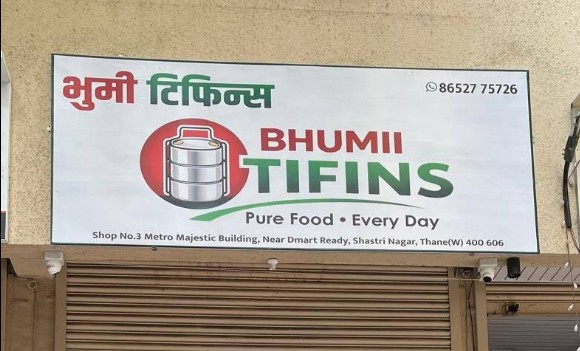 भुमी टिफिन्स
86527 75726
BHUMII
TIFINS
Pure Food • Every Day
Shop No.3 Metro Majestic Building, Near Dmart Ready, Shastri Nagar, Thane(W) 400 606